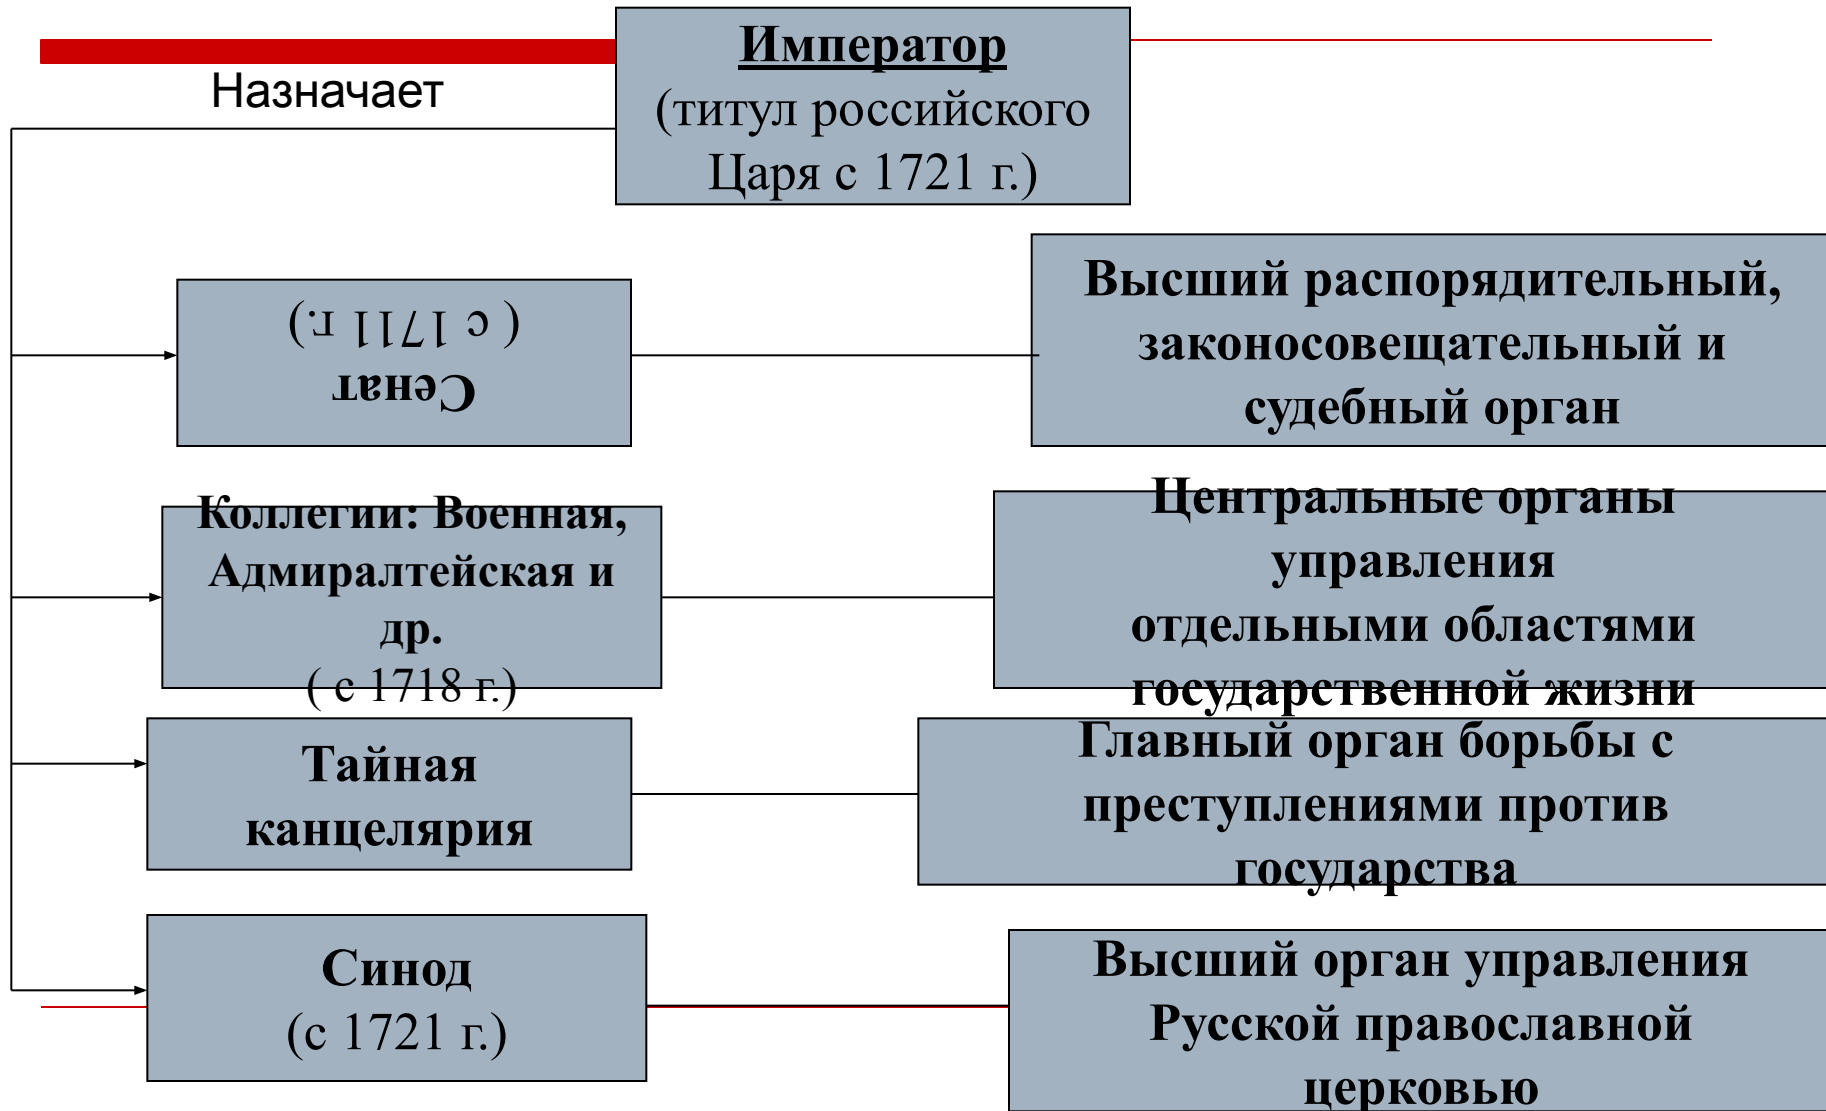 Император
(титул российского
Царя с 1721 г.)
Назначает
Сенат
( с 1711 г.)
Высший распорядительный,
законосовещательный и
судебный орган
Коллегии: Военная,
Адмиралтейская и
др.
( с 1718 г.)
Центральные органы
управления
отдельными областями
государственной жизни
Тайная
канцелярия
Главный орган борьбы с
преступлениями против
государства
Синод
(с 1721 г.)
Высший орган управления
Русской православной
церковью